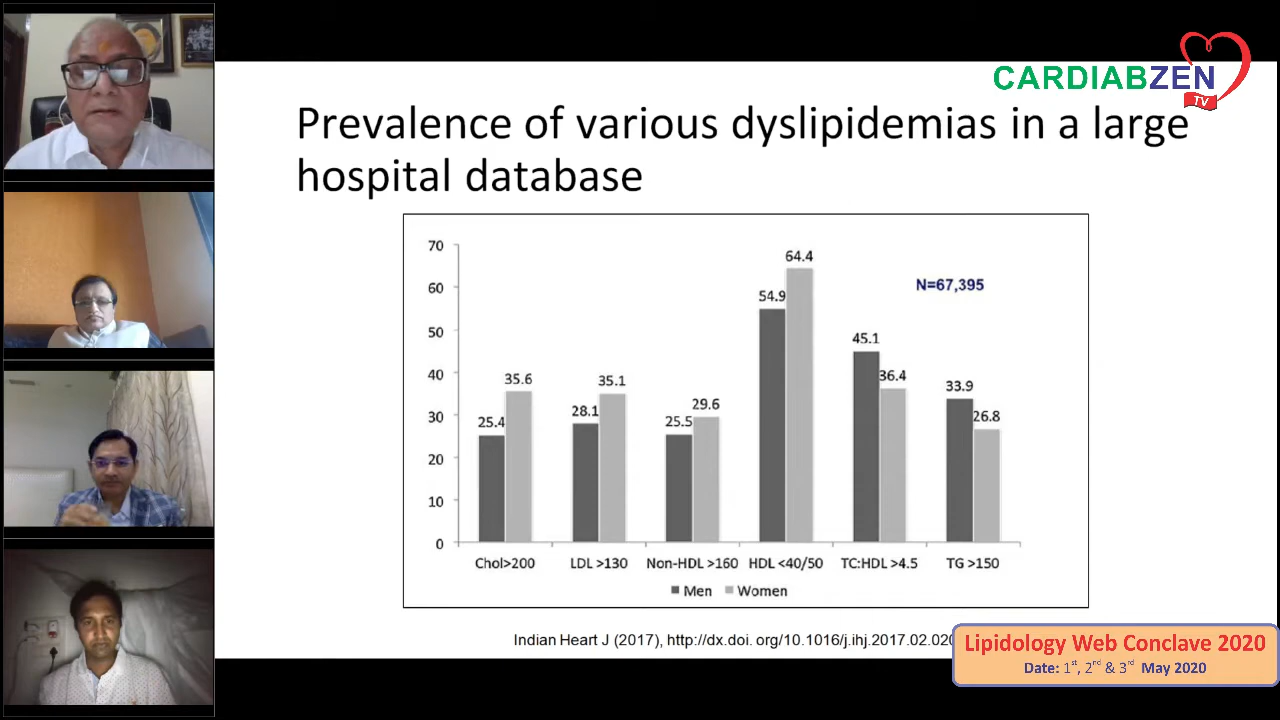 CARDIABZEN
TV
Prevalence of various dyslipidemias in a large
hospital database
70
60
50
40
30
20
10
0
25.4
35.6
28.1
35.1
25.5
29.6
54.9
64.4
45.1
36.4
33.9
26.8
N=67,395
Chol>200
LDL >130
Non-HDL >160
HDL <40/50
TC:HDL >4.5
TG >150
Men
Women
Indian Heart J (2017), http://dx.doi. org/10.1016/j.ihj.2017.02.020
Lipidology Web Conclave 2020
Date: 1st, 2nd & 3rd May 2020